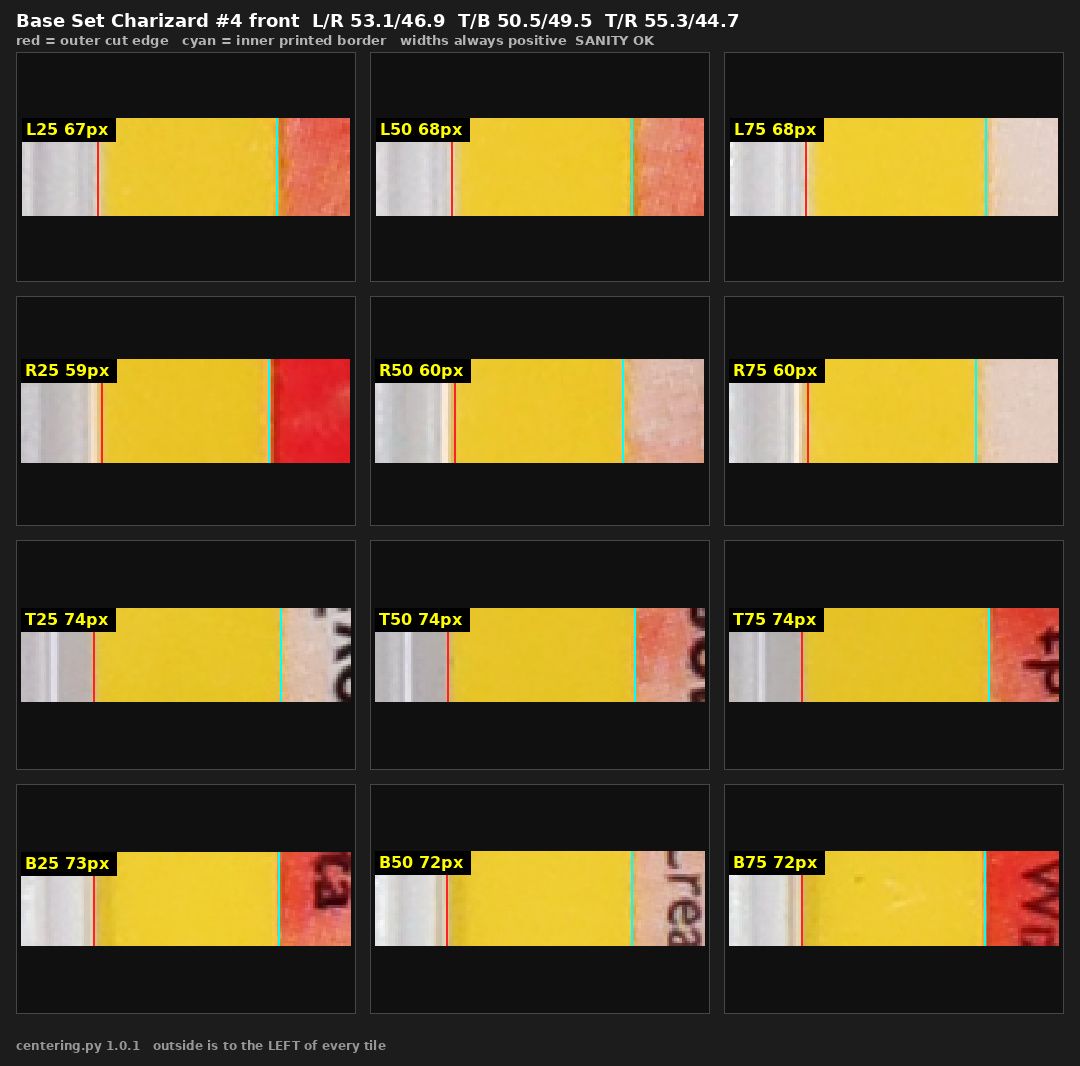 Base Set Charizard #4 front  L/R 53.1/46.9  T/B 50.5/49.5  T/R 55.3/44.7
red = outer cut edge   cyan = inner printed border   widths always positive  SANITY OK
L25 67px
L50 68px
L75 68px
R25 59px
R50 60px
R75 60px
T25 74px
T50 74px
T75 74px
B25 73px
B50 72px
B75 72px
centering.py 1.0.1   outside is to the LEFT of every tile